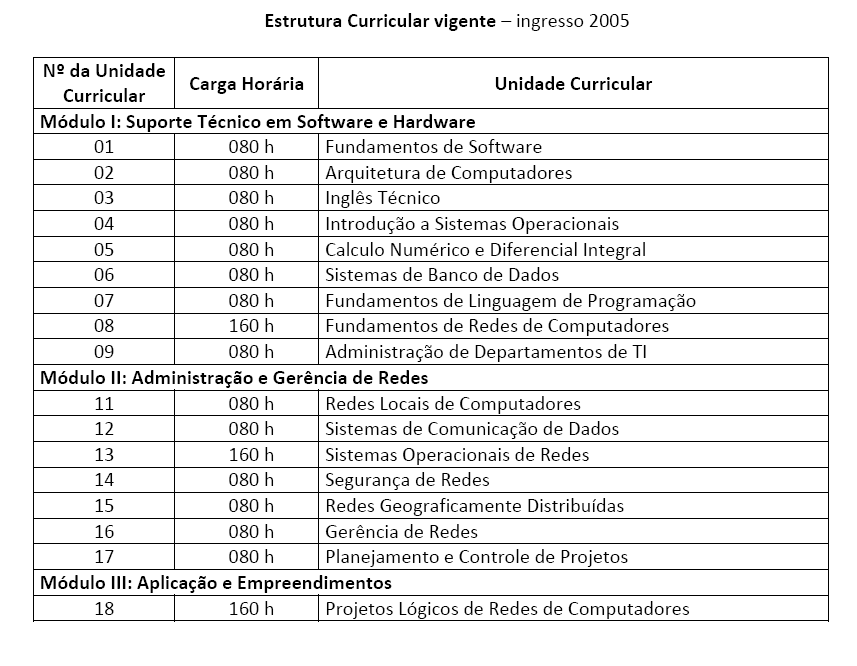 Estrutura Curricular vigente – ingresso 2005
Nº da Unidade Curricular Carga Horária Unidade Curricular
Módulo I: Suporte Técnico em Software e Hardware
01 080 h Fundamentos de Software
02 080 h Arquitetura de Computadores
03 080 h Inglês Técnico
04 080 h Introdução a Sistemas Operacionais
05 080 h Calculo Numérico e Diferencial Integral
06 080 h Sistemas de Banco de Dados
07 080 h Fundamentos de Linguagem de Programação
08 160 h Fundamentos de Redes de Computadores
09 080 h Administração de Departamentos de TI
Módulo II: Administração e Gerência de Redes
11 080 h Redes Locais de Computadores
12 080 h Sistemas de Comunicação de Dados
13 160 h Sistemas Operacionais de Redes
14 080 h Segurança de Redes
15 080 h Redes Geograficamente Distribuídas
16 080 h Gerência de Redes
17 080 h Planejamento e Controle de Projetos
Módulo III: Aplicação e Empreendimentos
18 160 h Projetos Lógicos de Redes de Computadores